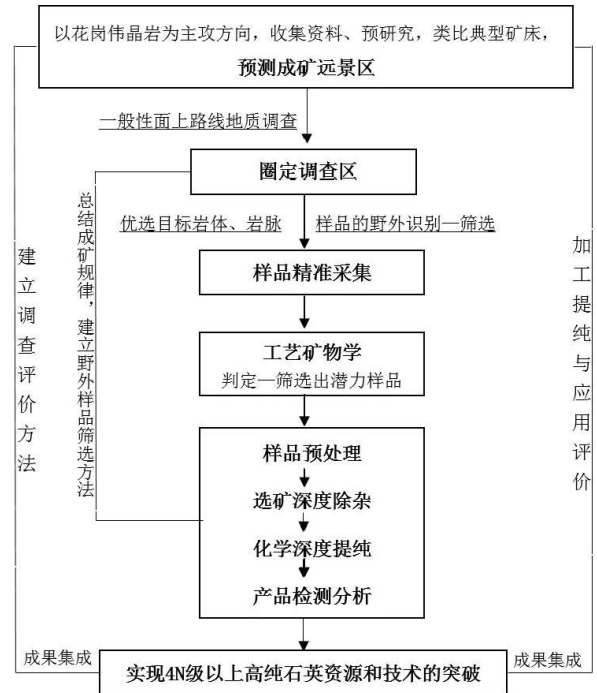 以花岗伟晶岩为主攻方向，收集资料、预研究，类比典型矿床，
预测成矿远景区
一般性面上路线地质调查
圈定调查区
优选目标岩体、岩脉
样品的野外识别—筛选
样品精准采集
工艺矿物学
判定—筛选出潜力样品
样品预处理
选矿深度除杂
化学深度提纯
产品检测分析
总结成矿规律，建立野外样品筛选方法
建立调查评价方法
加工提纯与应用评价
成果集成
实现4N级以上高纯石英资源和技术的突破
成果集成